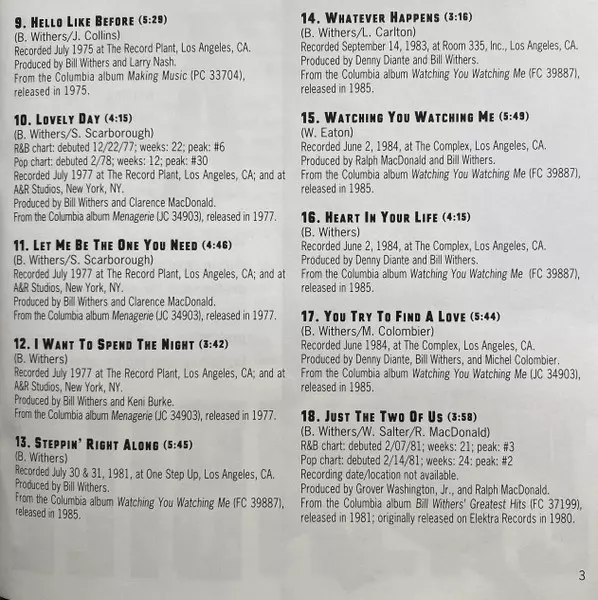 9. HELLO LIKE BEFORE (5:29)
(B. Withers/J. Collins)
Recorded July 1975 at The Record Plant, Los Angeles, CA.
Produced by Bill Withers and Larry Nash.
From the Columbia album Making Music (PC 33704),
released in 1975.
10. LOVELY DAY (4:15)
(B. Withers/S. Scarborough)
R&B chart: debuted 12/22/77; weeks: 22; peak: #6
Pop chart: debuted 2/78; weeks: 12; peak: #30
Recorded July 1977 at The Record Plant, Los Angeles, CA; and at
A&R Studios, New York, NY.
Produced by Bill Withers and Clarence MacDonald.
From the Columbia album Menagerie (JC 34903), released in 1977.
11. LET ME BE THE ONE YOU NEED (4:46)
(B. Withers/S. Scarborough)
Recorded July 1977 at The Record Plant, Los Angeles, CA; and at
A&R Studios, New York, NY.
Produced by Bill Withers and Clarence MacDonald.
From the Columbia album Menagerie (JC 34903), released in 1977.
12. I WANT TO SPEND THE NIGHT (3:42)
(B. Withers)
Recorded July 1977 at The Record Plant, Los Angeles, CA; and at
A&R Studios, New York, NY.
Produced by Bill Withers and Keni Burke.
From the Columbia album Menagerie (JC 34903), released in 1977.
13. STEPPIN' RIGHT ALONG (5:45)
(B. Withers)
Recorded July 30 & 31, 1981, at One Step Up, Los Angeles, CA.
Produced by Bill Withers.
From the Columbia album Watching You Watching Me (FC 39887),
released in 1985.
14. WHATEVER HAPPENS (3:16)
(B. Withers/L. Carlton)
Recorded September 14, 1983, at Room 335, Inc., Los Angeles, CA.
Produced by Denny Diante and Bill Withers.
From the Columbia album Watching You Watching Me (FC 39887),
released in 1985.
15. WATCHING YOU WATCHING ME (5:49)
(W. Eaton)
Recorded June 2, 1984, at The Complex, Los Angeles, CA.
Produced by Ralph MacDonald and Bill Withers.
From the Columbia album Watching You Watching Me (FC 39887),
released in 1985.
16. HEART IN YOUR LIFE (4:15)
(B. Withers)
Recorded June 2, 1984, at The Complex, Los Angeles, CA.
Produced by Denny Diante and Bill Withers.
From the Columbia album Watching You Watching Me (FC 39887),
released in 1985.
17. YOU TRY TO FIND A LOVE (5:44)
(B. Withers/M. Colombier)
Recorded June 1984, at The Complex, Los Angeles, CA.
Produced by Denny Diante, Bill Withers, and Michel Colombier.
From the Columbia album Watching You Watching Me (JC 34903),
released in 1985.
18. JUST THE TWO OF US (3:58)
(B. Withers/W. Salter/R. MacDonald)
R&B chart: debuted 2/07/81; weeks: 21; peak: #3
Pop chart: debuted 2/14/81; weeks: 24: peak: #2
Recording date/location not available.
Produced by Grover Washington, Jr., and Ralph MacDonald.
From the Columbia album Bill Withers' Greatest Hits (FC 37199),
released in 1981; originally released on Elektra Records in 1980.
3